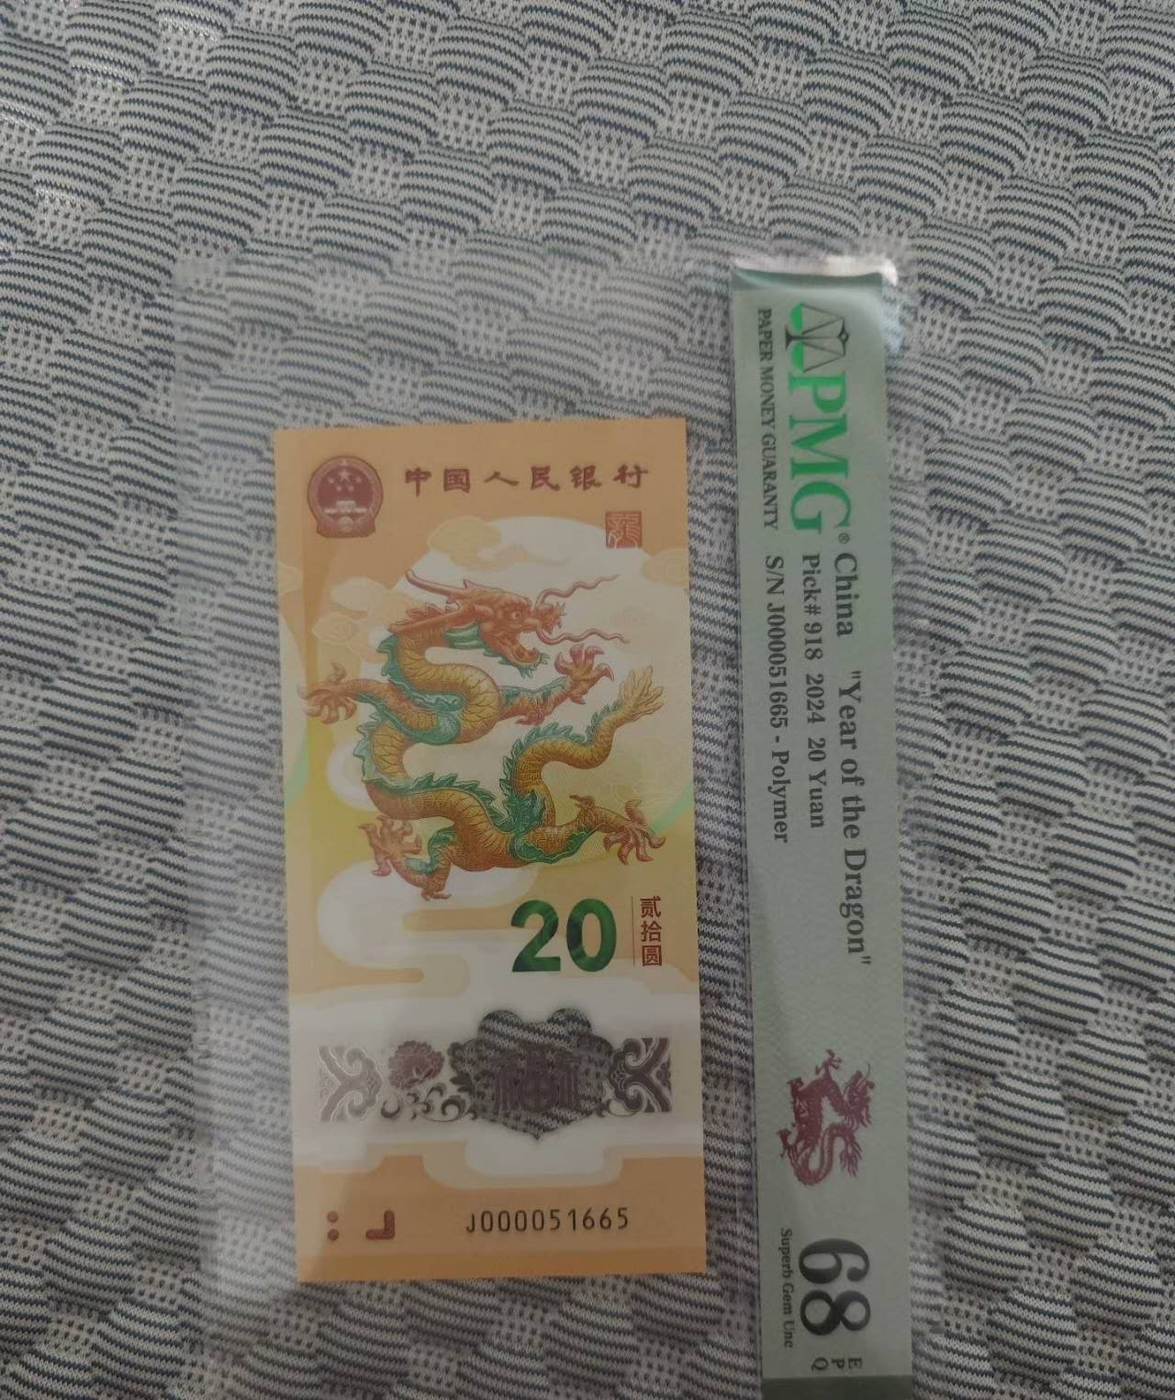 中国人民银行
龍
20
贰拾圆
J000051665
PMG®
PAPER MONEY GUARANTY
China "Year of the Dragon"
Pick# 918 2024 20 Yuan
S/N J000051665 - Polymer
68 EPQ
Superb Gem Unc